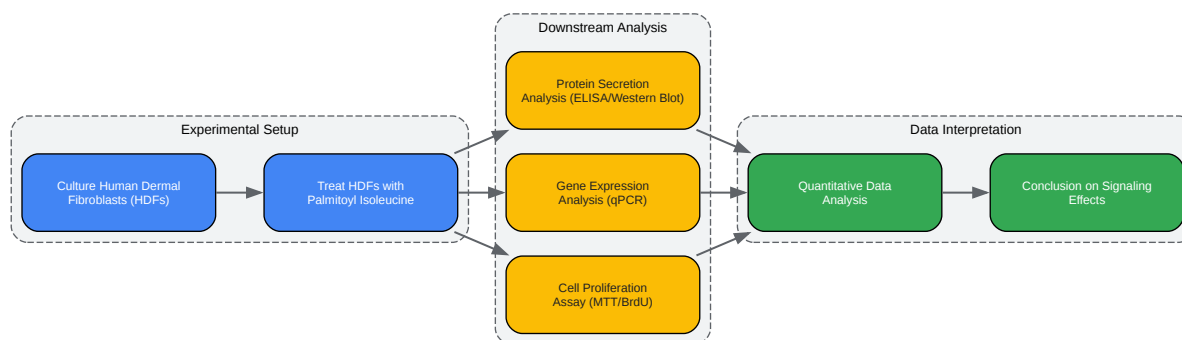 Experimental Setup
Culture Human Dermal
Fibroblasts (HDFs)
Treat HDFs with
Palmitoyl Isoleucine
Downstream Analysis
Protein Secretion
Analysis (ELISA/Western Blot)
Gene Expression
Analysis (qPCR)
Cell Proliferation
Assay (MTT/BrdU)
Data Interpretation
Quantitative Data
Analysis
Conclusion on Signaling
Effects